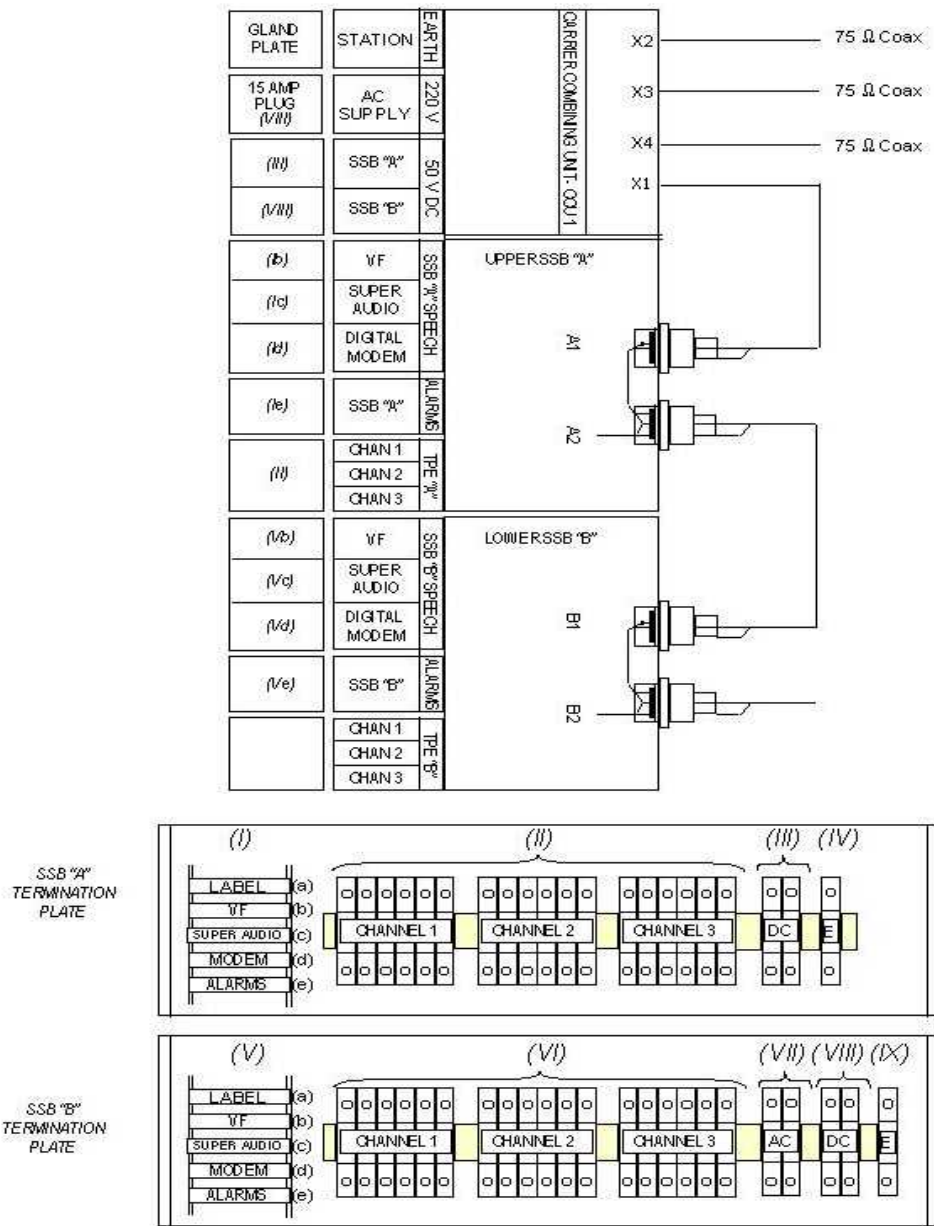 GLAND
PLATE
STATION
EARTH
CARRIER COMBINING UNIT- CCU 1
X2
75 Ω Coax
15 AMP
PLUG
(VIII)
AC
SUPPLY
220 V
X3
75 Ω Coax
X4
75 Ω Coax
X1
(III)
SSB "A"
50 V DC
(VIII)
SSB "B"
(Ib)
VF
SSB "A" SPEECH
UPPER SSB "A"
(Ic)
SUPER
AUDIO
(Id)
DIGITAL
MODEM
A1
(Ie)
SSB "A"
ALARMS
A2
(II)
CHAN 1
CHAN 2
CHAN 3
TPE "A"
(Vb)
VF
SSB "B" SPEECH
LOWER SSB "B"
(Vc)
SUPER
AUDIO
(Vd)
DIGITAL
MODEM
B1
(Ve)
SSB "B"
ALARMS
B2
CHAN 1
CHAN 2
CHAN 3
TPE "B"
SSB "A"
TERMINATION
PLATE
(I) (II) (III) (IV)
LABEL (a)
VF (b)
SUPER AUDIO (c)
MODEM (d)
ALARMS (e)
CHANNEL 1 CHANNEL 2 CHANNEL 3 DC E
SSB "B"
TERMINATION
PLATE
(V) (VI) (VII) (VIII) (IX)
LABEL (a)
VF (b)
SUPER AUDIO (c)
MODEM (d)
ALARMS (e)
CHANNEL 1 CHANNEL 2 CHANNEL 3 AC DC E